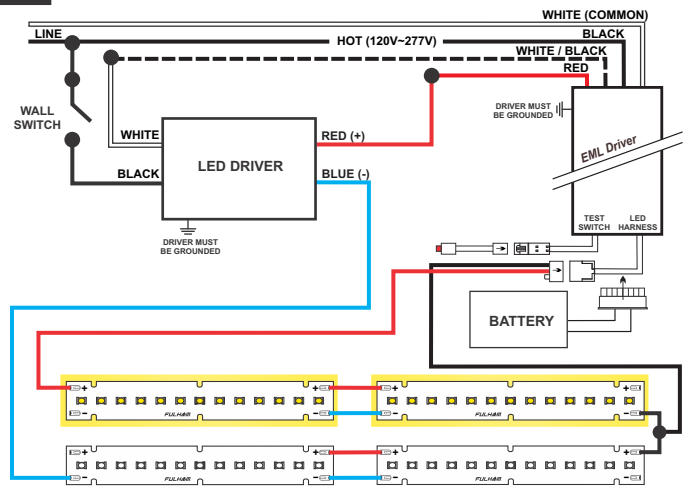 WHITE (COMMON)
LINE
BLACK
HOT (120V~277V)
WHITE / BLACK
RED
WALL
SWITCH
WHITE
RED (+)
DRIVER MUST
BE GROUNDED
EML Driver
LED DRIVER
BLACK
BLUE (-)
DRIVER MUST
BE GROUNDED
TEST
SWITCH
LED
HARNESS
BATTERY
+ + + +
- - - -
FULHAM FULHAM
+ + + +
- - - -
FULHAM FULHAM